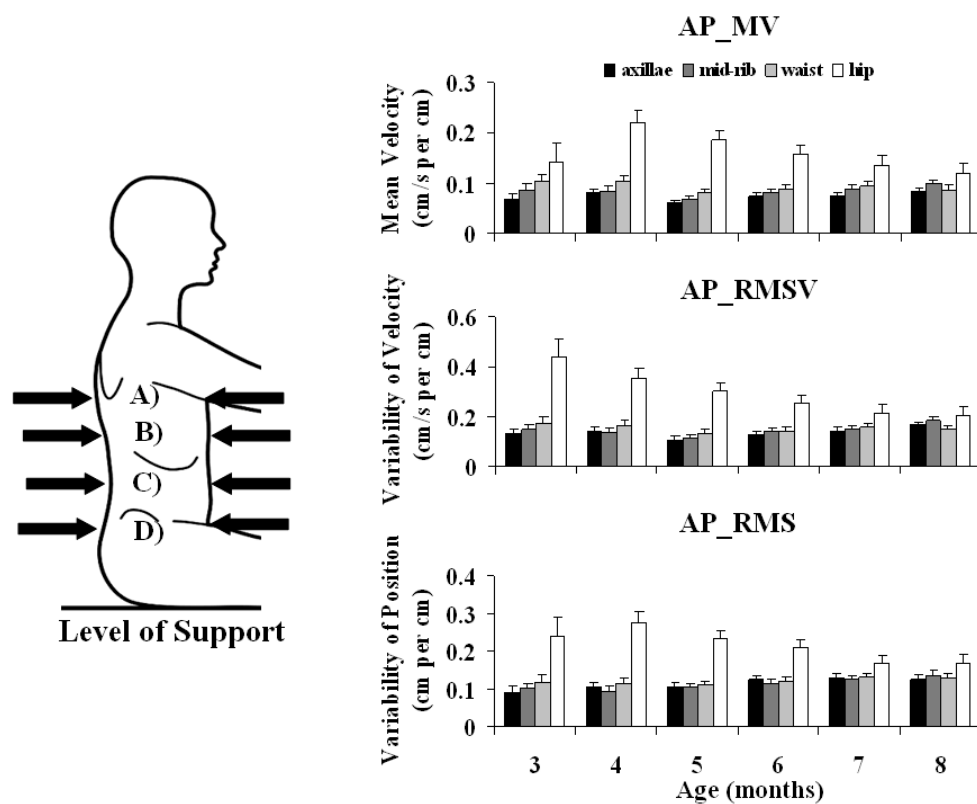 A)
B)
C)
D)
Level of Support
AP_MV
axillae mid-rib waist hip
Mean Velocity
(cm/s per cm)
0.3
0.2
0.1
0
AP_RMSV
Variability of Velocity
(cm/s per cm)
0.6
0.4
0.2
0
AP_RMS
Variability of Position
(cm per cm)
0.4
0.3
0.2
0.1
0
3 4 5 6 7 8
Age (months)